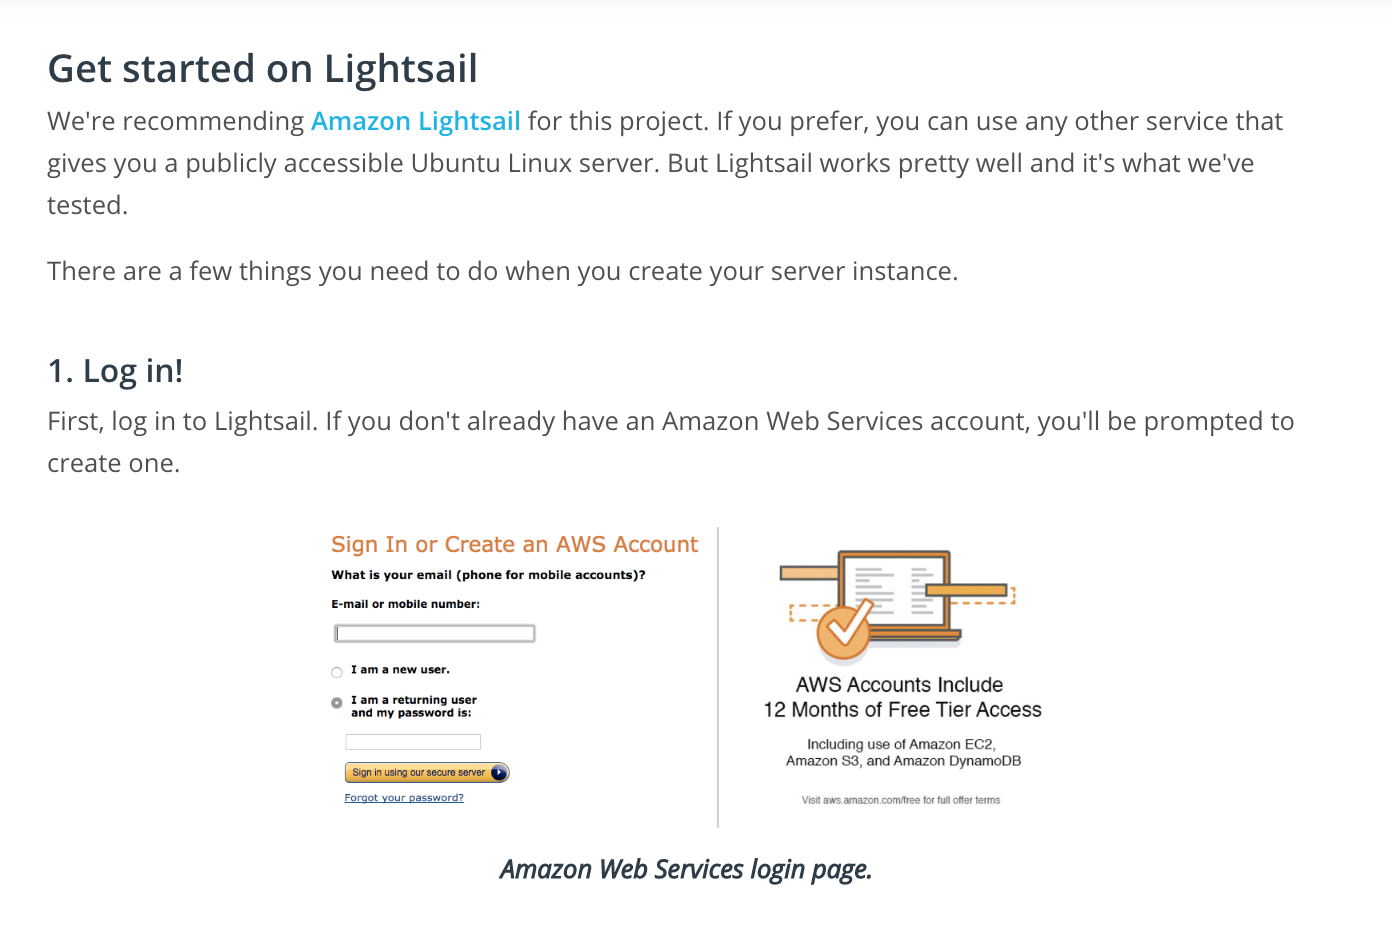 Get started on Lightsail
We're recommending Amazon Lightsail for this project. If you prefer, you can use any other service that
gives you a publicly accessible Ubuntu Linux server. But Lightsail works pretty well and it's what we've
tested.
There are a few things you need to do when you create your server instance.
1. Log in!
First, log in to Lightsail. If you don't already have an Amazon Web Services account, you'll be prompted to
create one.
Sign In or Create an AWS Account
What is your email (phone for mobile accounts)?
E-mail or mobile number:
I am a new user.
I am a returning user
and my password is:
Sign in using our secure server
Forgot your password?
AWS Accounts Include
12 Months of Free Tier Access
Including use of Amazon EC2,
Amazon S3, and Amazon DynamoDB
Visit aws.amazon.com/free for full offer terms
Amazon Web Services login page.